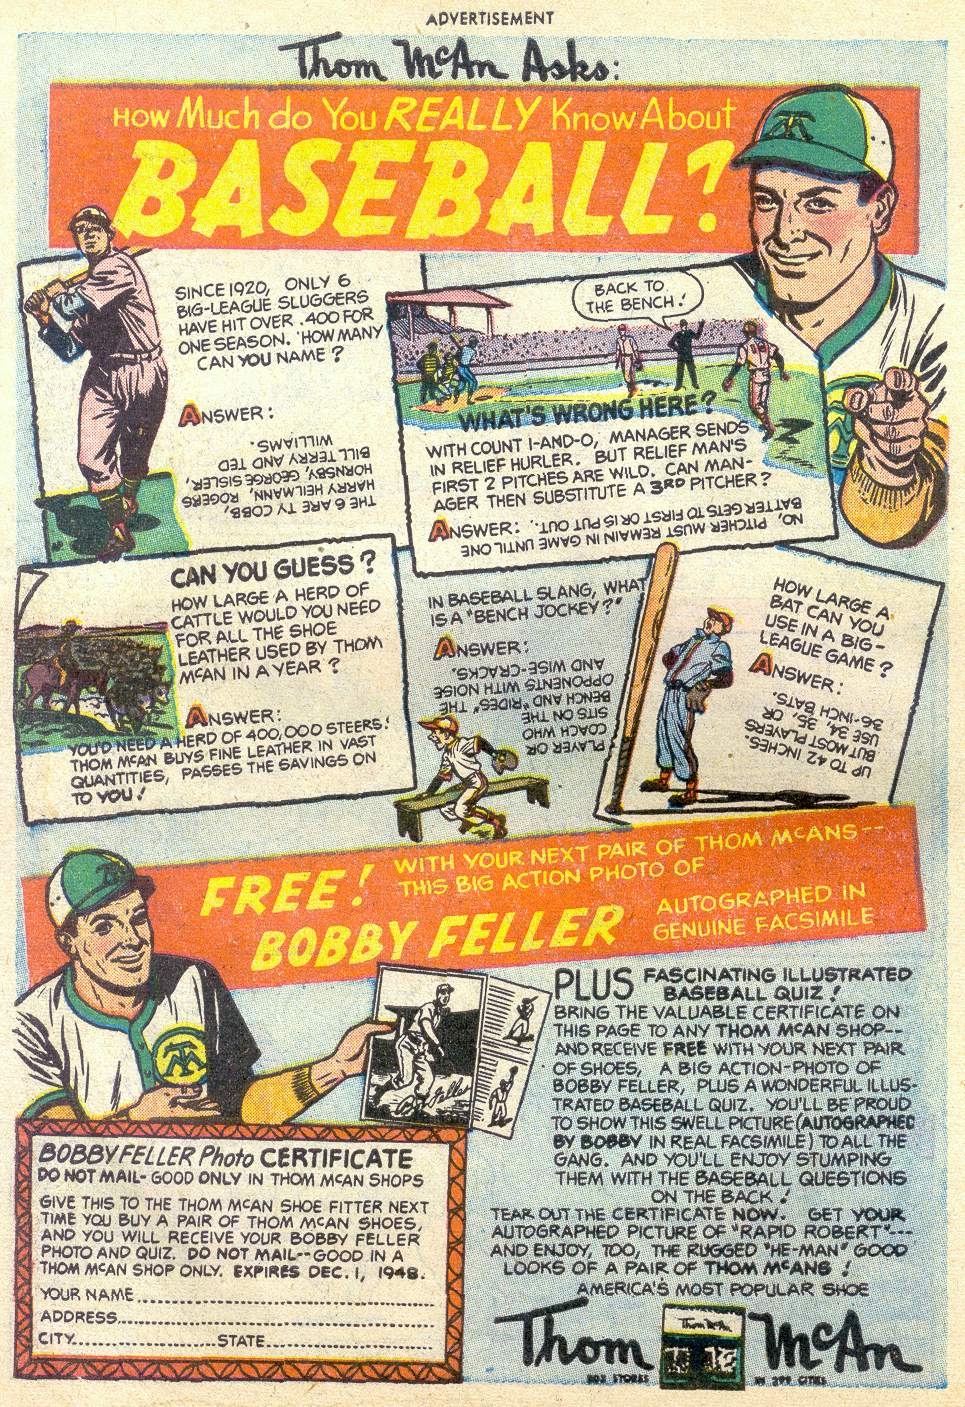 ADVERTISEMENT
Thom McAn Asks:
HOW MUCH DO YOU REALLY KNOW ABOUT
BASEBALL?
TM
SINCE 1920, ONLY 6
BIG-LEAGUE SLUGGERS
HAVE HIT OVER .400 FOR
ONE SEASON. HOW MANY
CAN YOU NAME?
ANSWER:
THE 6 ARE TY COBB,
HARRY HEILMANN, ROGERS
HORNSBY, GEORGE SISLER,
BILL TERRY AND TED
WILLIAMS.
BACK TO
THE BENCH!
WHAT'S WRONG HERE?
WITH COUNT 1-AND-0, MANAGER SENDS
IN RELIEF HURLER. BUT RELIEF MAN'S
FIRST 2 PITCHES ARE WILD. CAN MAN-
AGER THEN SUBSTITUTE A 3RD PITCHER?
ANSWER:
NO, PITCHER MUST REMAIN IN GAME UNTIL ONE
BATTER GETS TO FIRST OR IS PUT OUT.
CAN YOU GUESS?
HOW LARGE A HERD OF
CATTLE WOULD YOU NEED
FOR ALL THE SHOE
LEATHER USED BY THOM
McAN IN A YEAR?
ANSWER:
YOU'D NEED A HERD OF 400,000 STEERS!
THOM McAN BUYS FINE LEATHER IN VAST
QUANTITIES, PASSES THE SAVINGS ON
TO YOU!
IN BASEBALL SLANG, WHAT
IS A "BENCH JOCKEY?"
ANSWER:
PLAYER OR
COACH WHO
SITS ON THE
BENCH AND "RIDES" THE
OPPONENTS WITH NOISE
AND WISE-CRACKS.
HOW LARGE A
BAT CAN YOU
USE IN A BIG-
LEAGUE GAME?
ANSWER:
UP TO 42 INCHES.
BUT MOST PLAYERS
USE 34, 35, OR
36-INCH BATS.
FREE! WITH YOUR NEXT PAIR OF THOM McANS--
THIS BIG ACTION PHOTO OF
BOBBY FELLER AUTOGRAPHED IN
GENUINE FACSIMILE
TM
TM
Feller
PLUS FASCINATING ILLUSTRATED
BASEBALL QUIZ!
BRING THE VALUABLE CERTIFICATE ON
THIS PAGE TO ANY THOM McAN SHOP--
AND RECEIVE FREE WITH YOUR NEXT PAIR
OF SHOES, A BIG ACTION-PHOTO OF
BOBBY FELLER, PLUS A WONDERFUL ILLUS-
TRATED BASEBALL QUIZ. YOU'LL BE PROUD
TO SHOW THIS SWELL PICTURE (AUTOGRAPHED
BY BOBBY IN REAL FACSIMILE) TO ALL THE
GANG. AND YOU'LL ENJOY STUMPING
THEM WITH THE BASEBALL QUESTIONS
ON THE BACK!
TEAR OUT THE CERTIFICATE NOW. GET YOUR
AUTOGRAPHED PICTURE OF "RAPID ROBERT"---
AND ENJOY, TOO, THE RUGGED "HE-MAN" GOOD
LOOKS OF A PAIR OF THOM McANS!
AMERICA'S MOST POPULAR SHOE
Thom McAn
Thom McAn
STORES IN 299 CITIES
BOBBY FELLER Photo CERTIFICATE
DO NOT MAIL-GOOD ONLY IN THOM McAN SHOPS
GIVE THIS TO THE THOM McAN SHOE FITTER NEXT
TIME YOU BUY A PAIR OF THOM McAN SHOES,
AND YOU WILL RECEIVE YOUR BOBBY FELLER
PHOTO AND QUIZ. DO NOT MAIL--GOOD IN A
THOM McAN SHOP ONLY. EXPIRES DEC. 1, 1948.
YOUR NAME
ADDRESS
CITY STATE